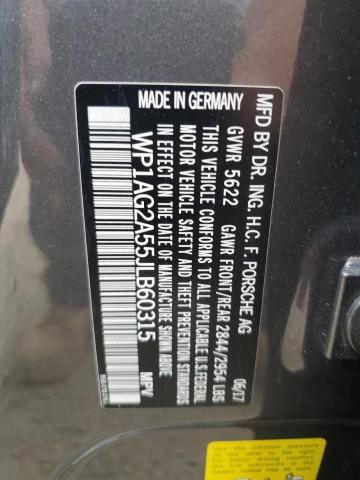 MFD BY DR. ING. H.C. F. PORSCHE AG
06/17
GVWR 5622 GAWR FRONT/REAR 2844/2954 LBS
THIS VEHICLE CONFORMS TO ALL APPLICABLE U.S.FEDERAL
MOTOR VEHICLE SAFETY AND THEFT PREVENTION STANDARDS
IN EFFECT ON THE DATE OF MANUFACTURE SHOWN ABOVE.
WP1AG2A55JLB60315 MPV
MADE IN GERMANY